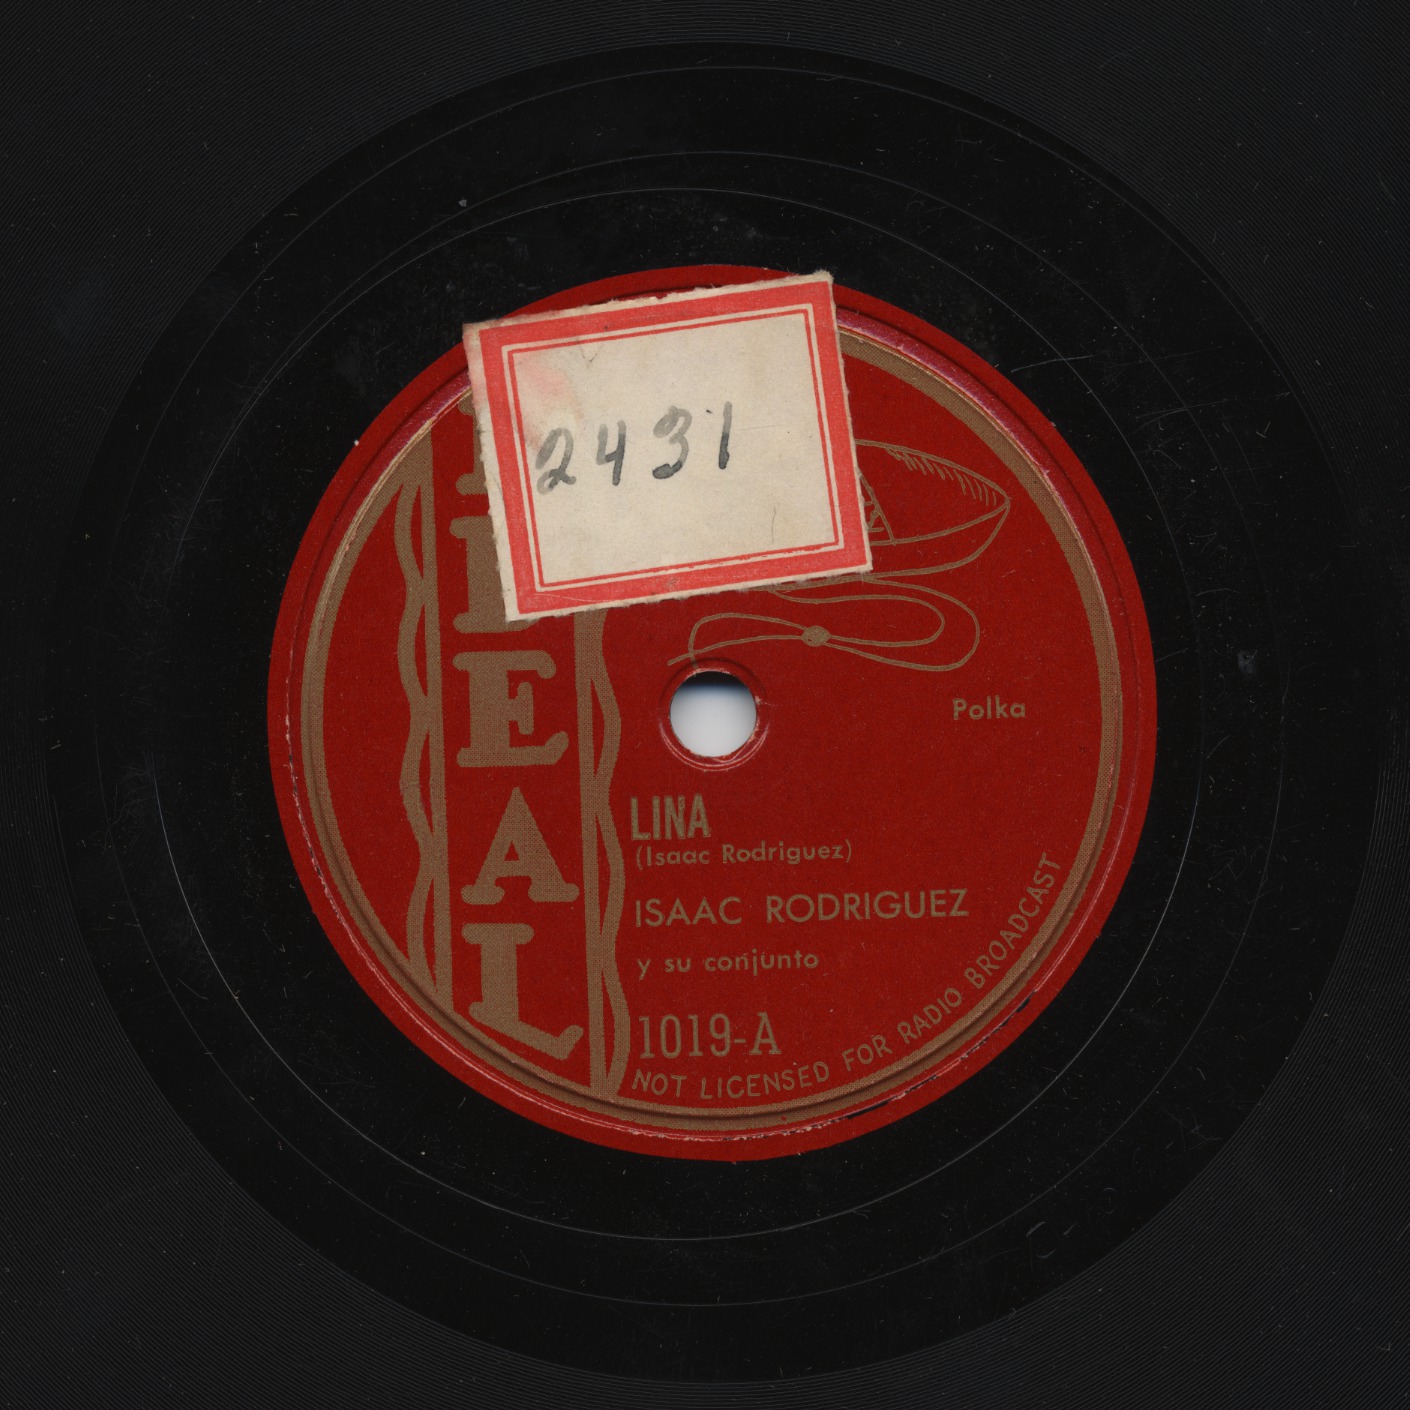 2431
IDEAL
Polka
LINA
(Isaac Rodriguez)
ISAAC RODRIGUEZ
y su conjunto
1019-A
NOT LICENSED FOR RADIO BROADCAST